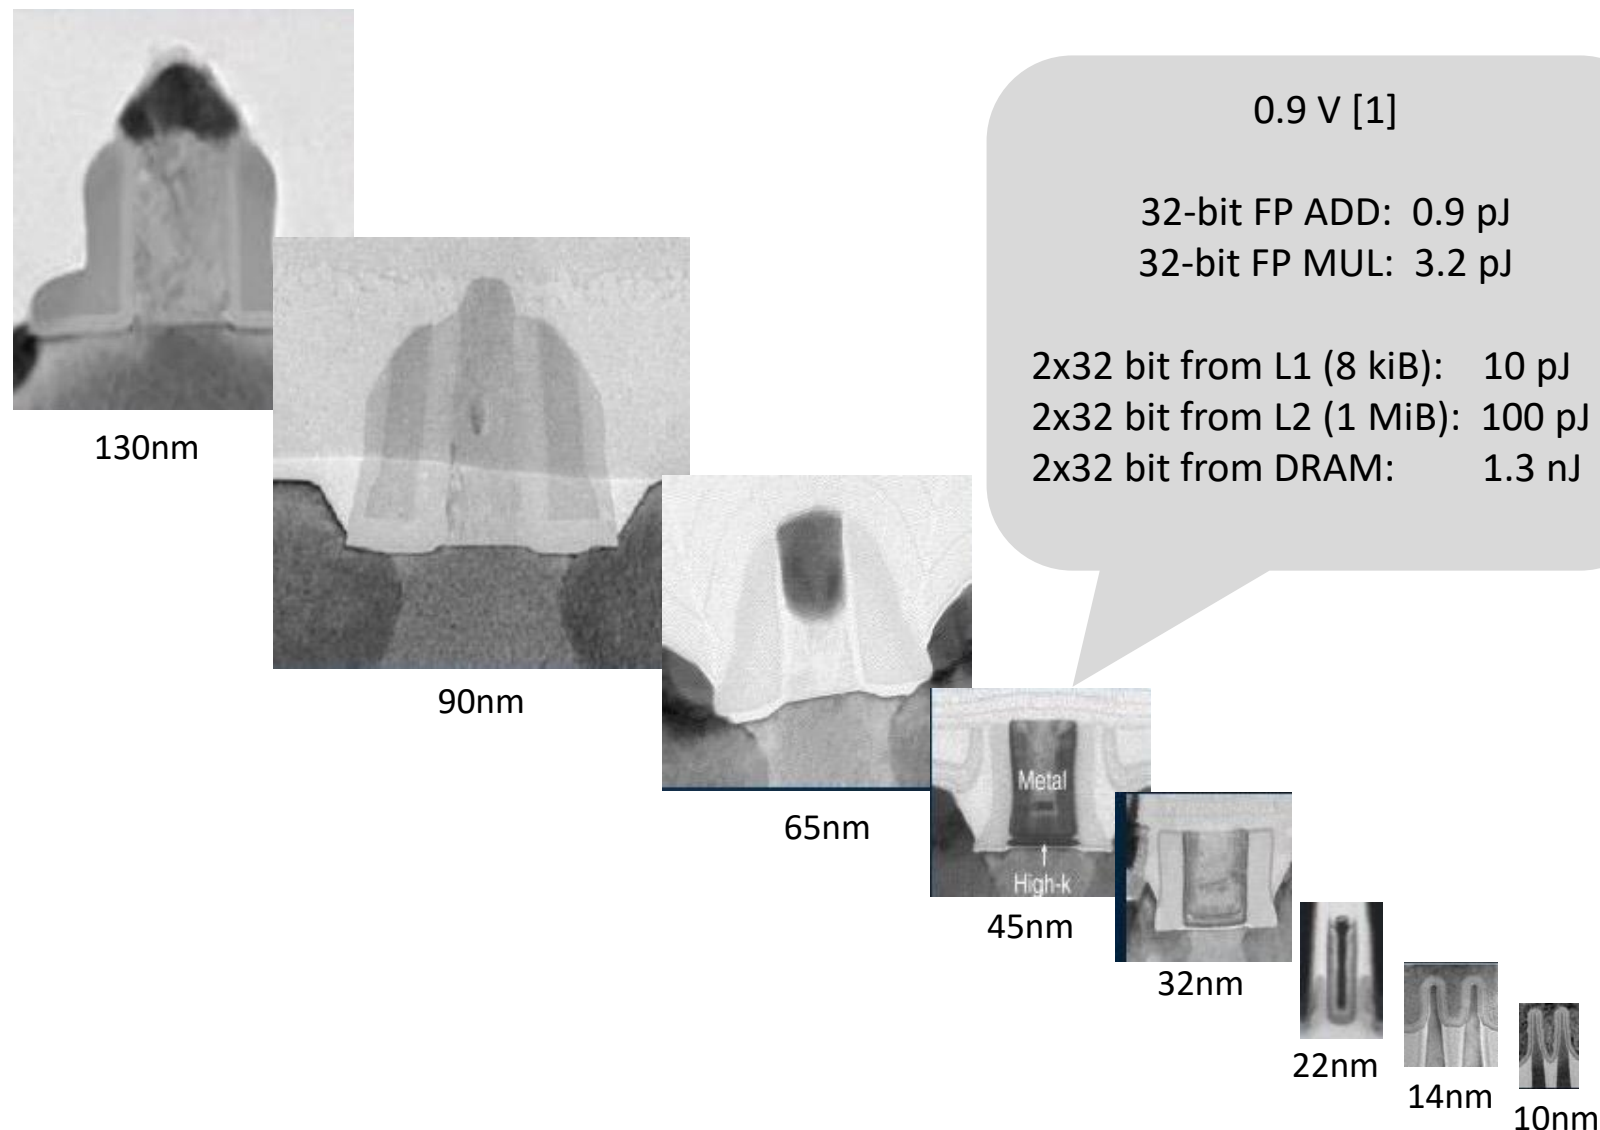 0.9 V [1]
32-bit FP ADD: 0.9 pJ
32-bit FP MUL: 3.2 pJ
2x32 bit from L1 (8 kiB): 10 pJ
2x32 bit from L2 (1 MiB): 100 pJ
2x32 bit from DRAM: 1.3 nJ
130nm
90nm
65nm
Metal
High-k
45nm
32nm
22nm
14nm
10nm